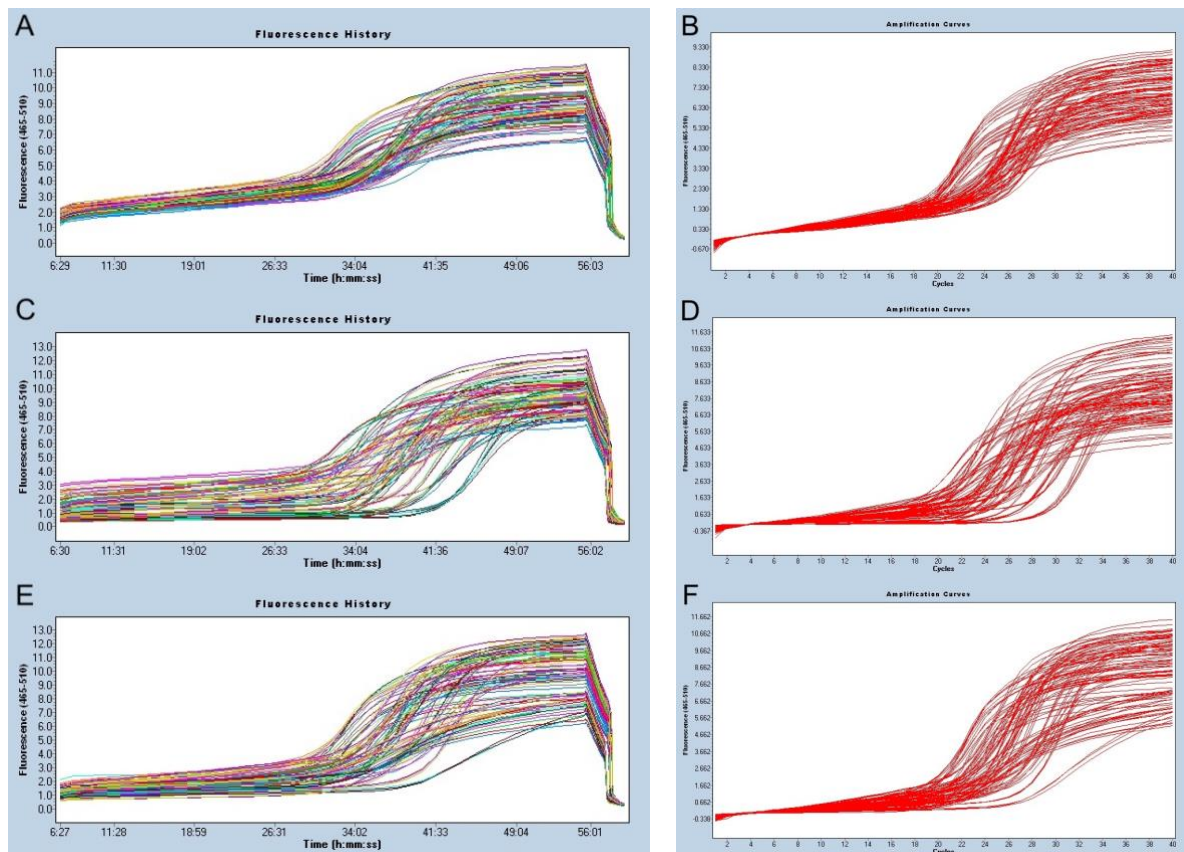 A
Fluorescence History
Fluorescence (465-510)
11.0
10.0
9.0
8.0
7.0
6.0
5.0
4.0
3.0
2.0
1.0
0.0
6:29 11:30 19:01 26:33 34:04 41:35 49:06 56:03
Time (h:mm:ss)
B
Amplification Curves
Fluorescence (465-510)
9.330
8.330
7.330
6.330
5.330
4.330
3.330
2.330
1.330
0.330
-0.670
2 4 6 8 10 12 14 16 18 20 22 24 26 28 30 32 34 36 38 40
Cycles
C
Fluorescence History
Fluorescence (465-510)
13.0
12.0
11.0
10.0
9.0
8.0
7.0
6.0
5.0
4.0
3.0
2.0
1.0
0.0
6:30 11:31 19:02 26:33 34:04 41:36 49:07 56:02
Time (h:mm:ss)
D
Amplification Curves
Fluorescence (465-510)
11.633
10.633
9.633
8.633
7.633
6.633
5.633
4.633
3.633
2.633
1.633
0.633
-0.367
2 4 6 8 10 12 14 16 18 20 22 24 26 28 30 32 34 36 38 40
Cycles
E
Fluorescence History
Fluorescence (465-510)
13.0
12.0
11.0
10.0
9.0
8.0
7.0
6.0
5.0
4.0
3.0
2.0
1.0
0.0
6:27 11:28 18:59 26:31 34:02 41:33 49:04 56:01
Time (h:mm:ss)
F
Amplification Curves
Fluorescence (465-510)
11.662
10.662
9.662
8.662
7.662
6.662
5.662
4.662
3.662
2.662
1.662
0.662
-0.338
2 4 6 8 10 12 14 16 18 20 22 24 26 28 30 32 34 36 38 40
Cycles